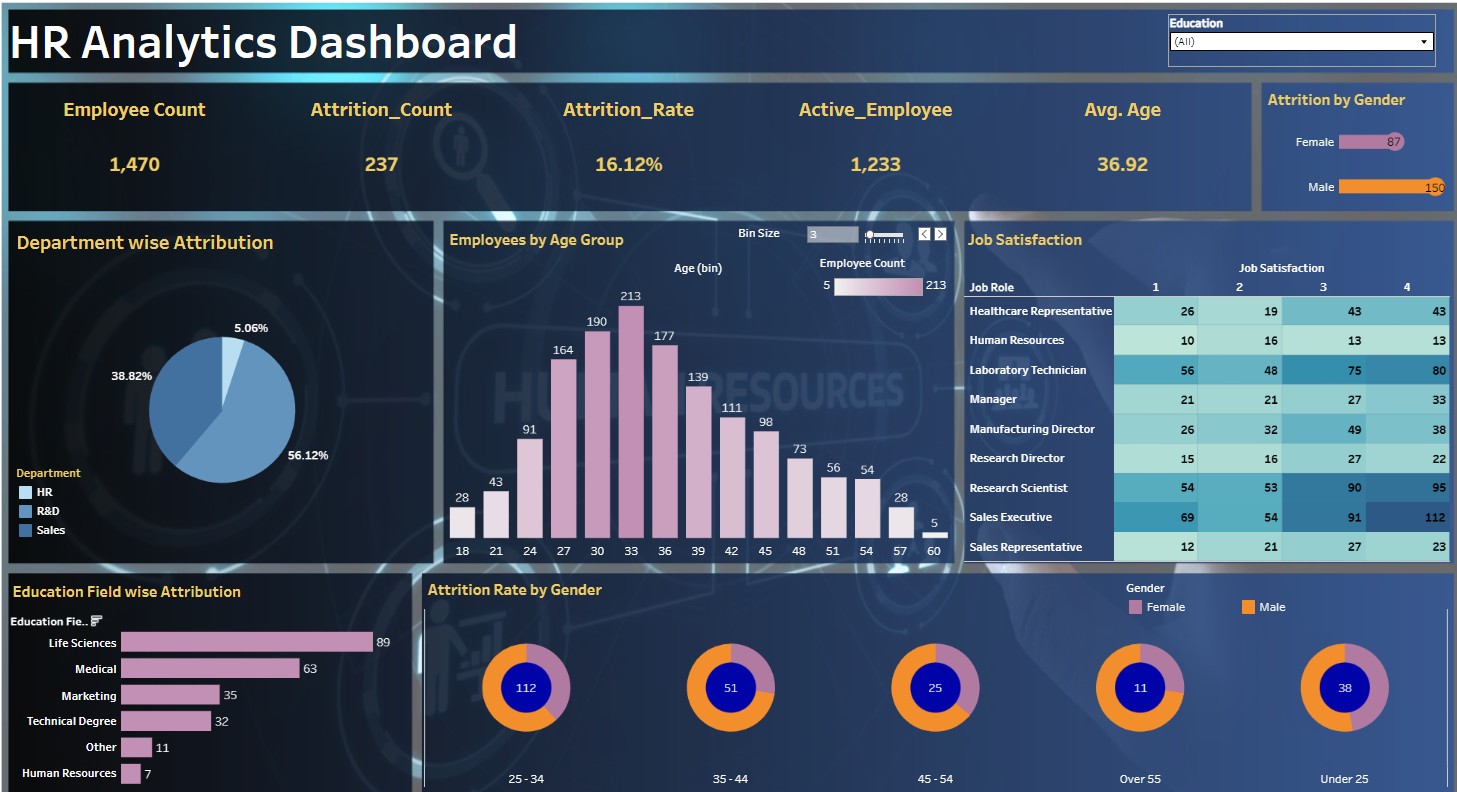 HR Analytics Dashboard
Education
(All)
Employee Count Attrition_Count Attrition_Rate Active_Employee Avg. Age
1,470 237 16.12% 1,233 36.92
Attrition by Gender
Female 87
Male 150
Department wise Attribution
5.06%
38.82%
56.12%
Department
HR
R&D
Sales
Employees by Age Group
Bin Size 3
Age (bin)
Employee Count
5 213
28 43 91 164 190 213 177 139 111 98 73 56 54 28 5
18 21 24 27 30 33 36 39 42 45 48 51 54 57 60
HUMAN RESOURCES
Job Satisfaction
Job Satisfaction
Job Role 1 2 3 4
Healthcare Representative 26 19 43 43
Human Resources 10 16 13 13
Laboratory Technician 56 48 75 80
Manager 21 21 27 33
Manufacturing Director 26 32 49 38
Research Director 15 16 27 22
Research Scientist 54 53 90 95
Sales Executive 69 54 91 112
Sales Representative 12 21 27 23
Education Field wise Attribution
Education Fie..
Life Sciences 89
Medical 63
Marketing 35
Technical Degree 32
Other 11
Human Resources 7
Attrition Rate by Gender
Gender
Female Male
112 51 25 11 38
25 - 34 35 - 44 45 - 54 Over 55 Under 25